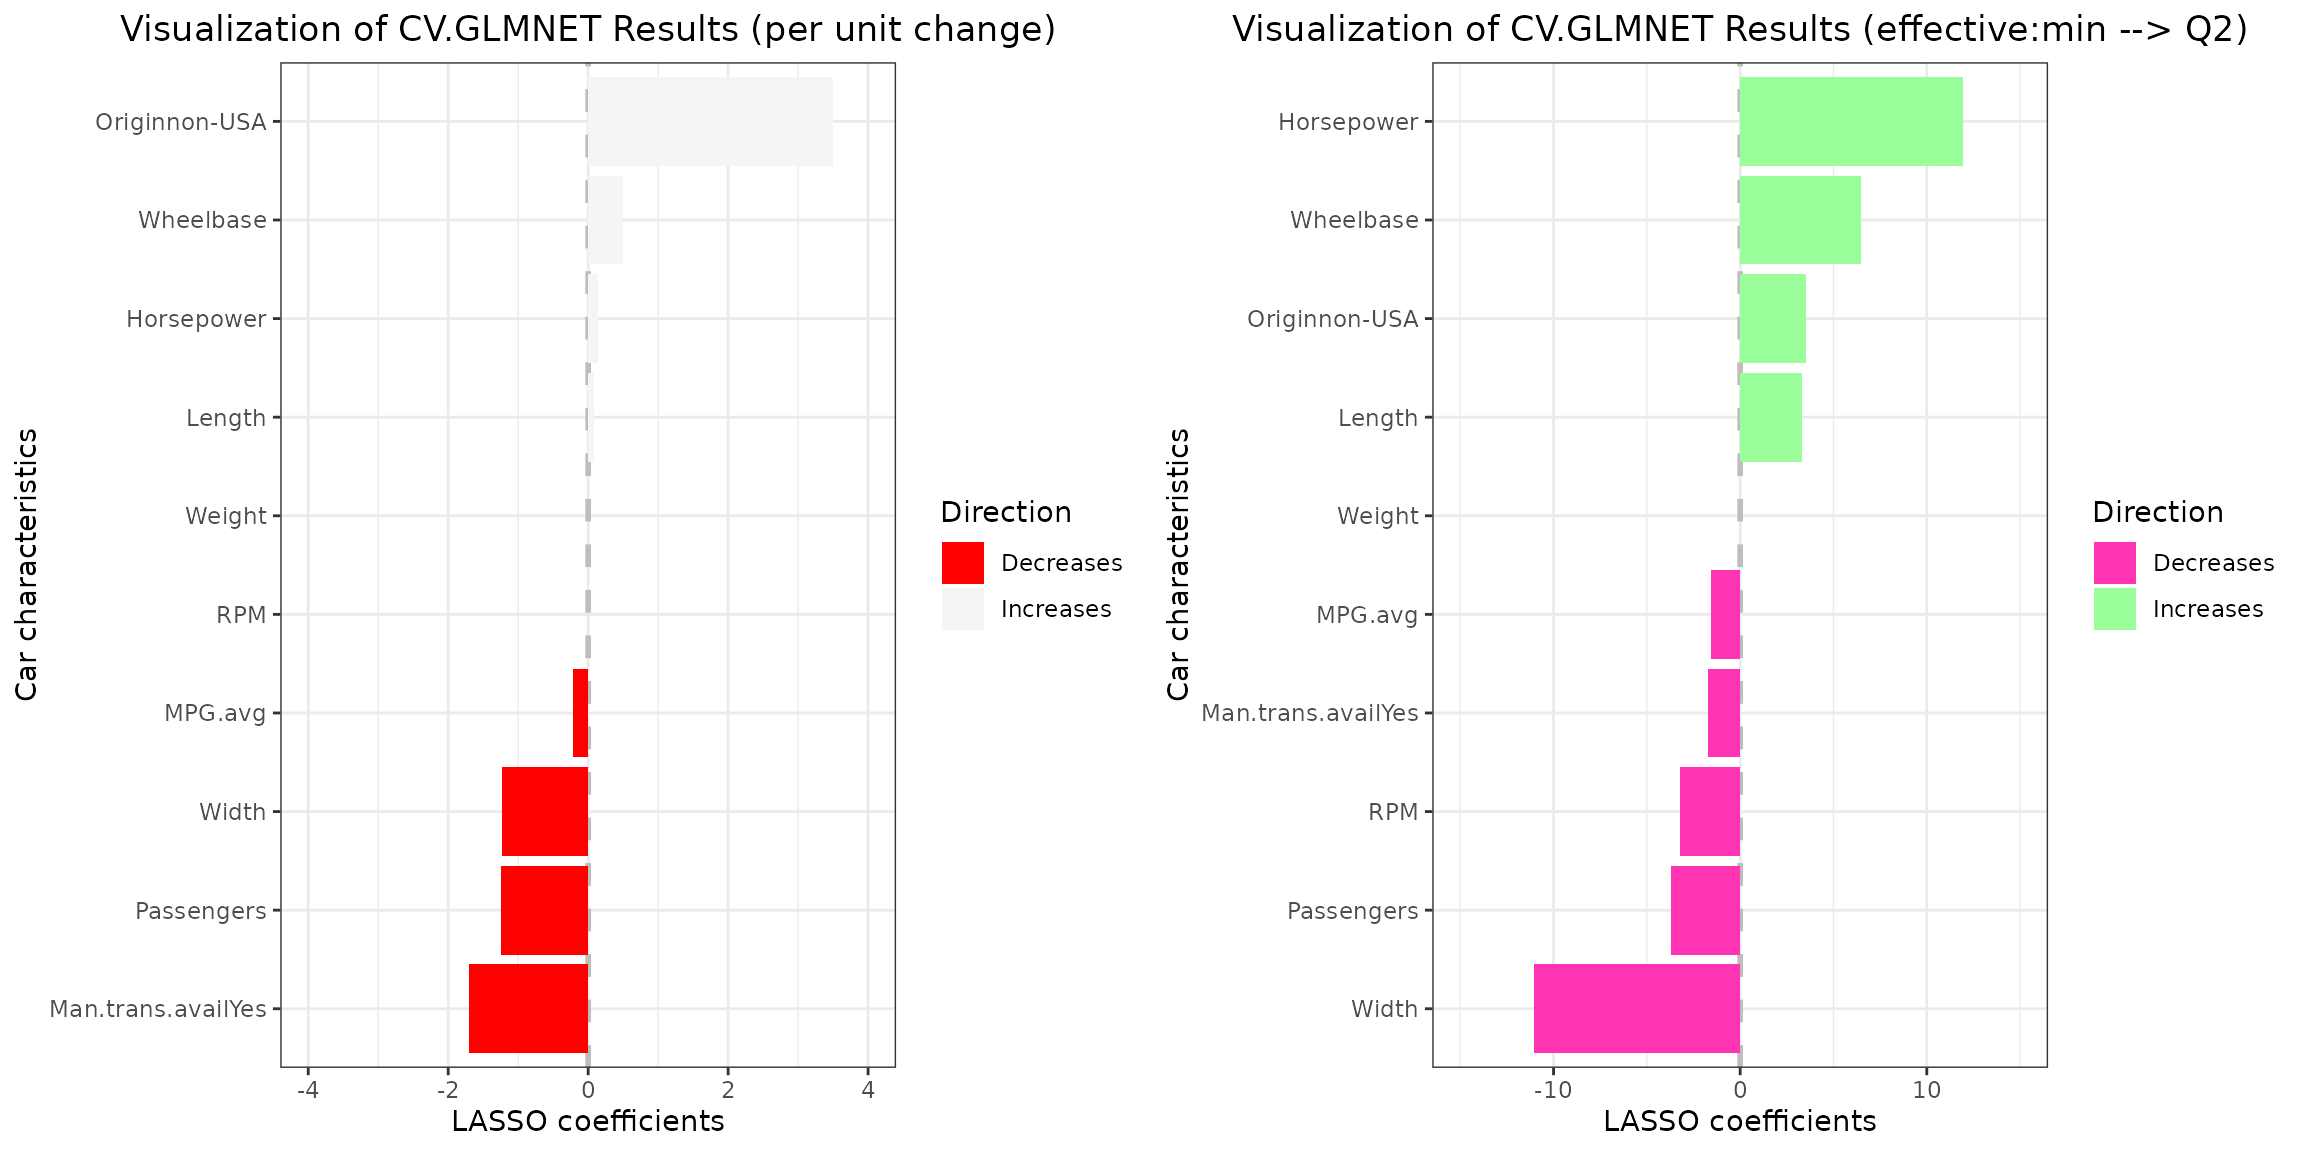 Visualization of CV.GLMNET Results (per unit change)
Originnon-USA
Wheelbase
Horsepower
Length
Weight
RPM
MPG.avg
Width
Passengers
Man.trans.availYes
Car characteristics
-4
-2
0
2
4
LASSO coefficients
Direction
Decreases
Increases
Visualization of CV.GLMNET Results (effective:min --> Q2)
Horsepower
Wheelbase
Originnon-USA
Length
Weight
MPG.avg
Man.trans.availYes
RPM
Passengers
Width
Car characteristics
-10
0
10
LASSO coefficients
Direction
Decreases
Increases